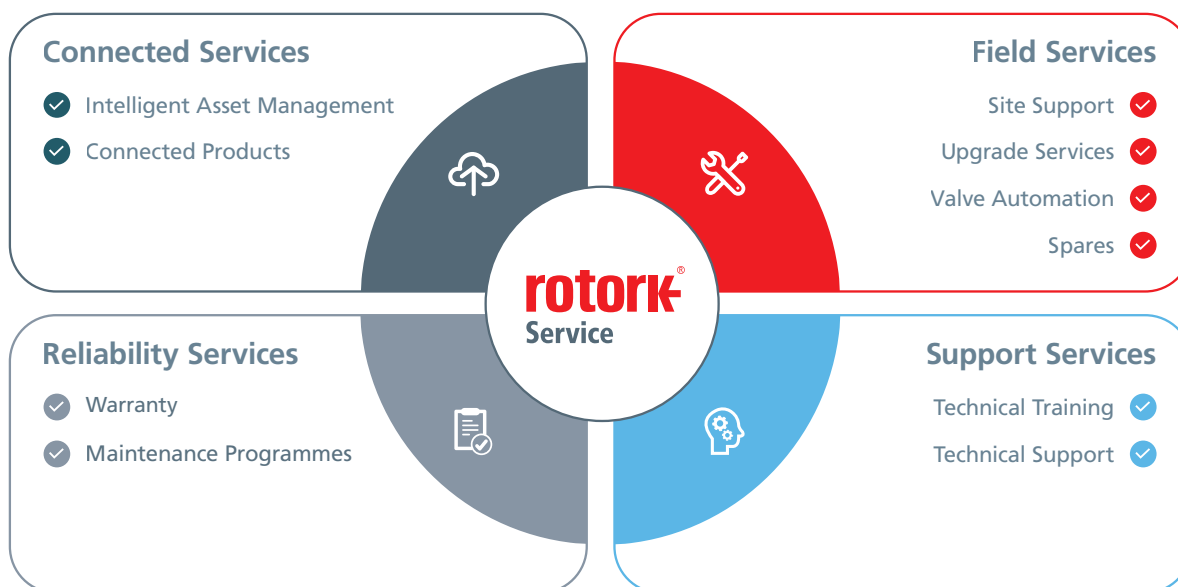 Connected Services
Intelligent Asset Management
Connected Products
Field Services
Site Support
Upgrade Services
Valve Automation
Spares
rotork®
Service
Reliability Services
Warranty
Maintenance Programmes
Support Services
Technical Training
Technical Support